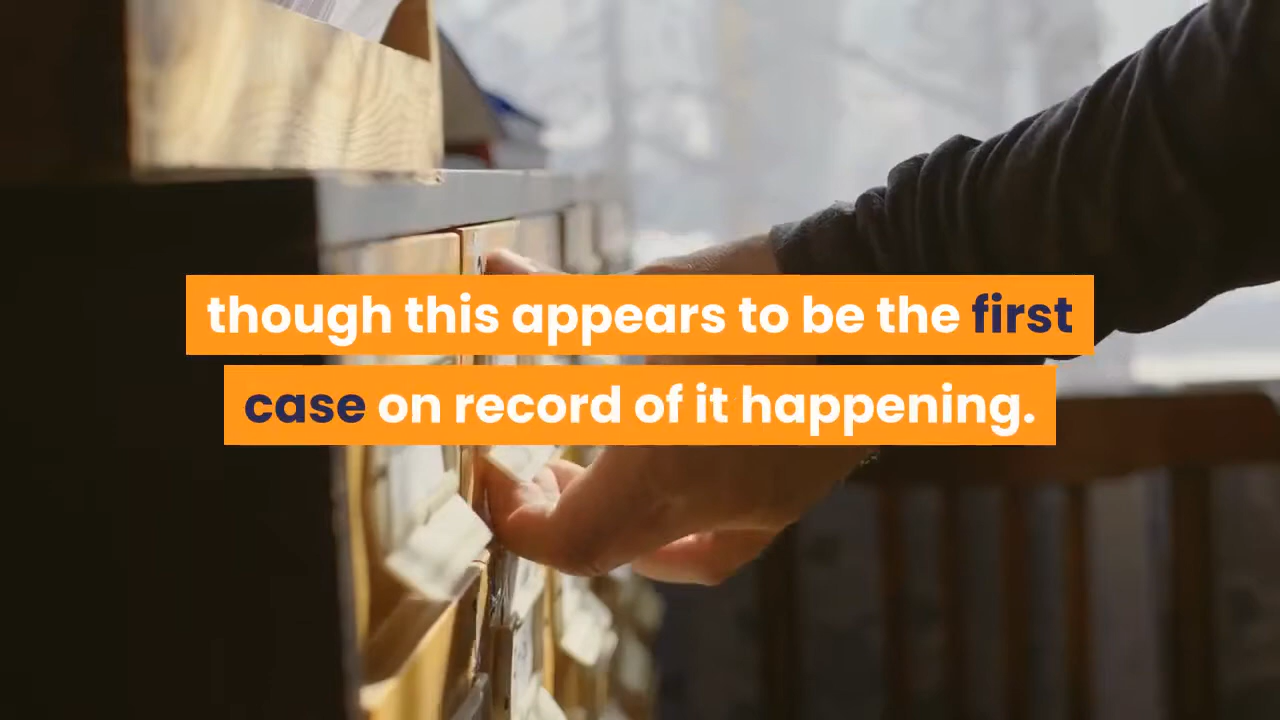 though this appears to be the first
case on record of it happening.